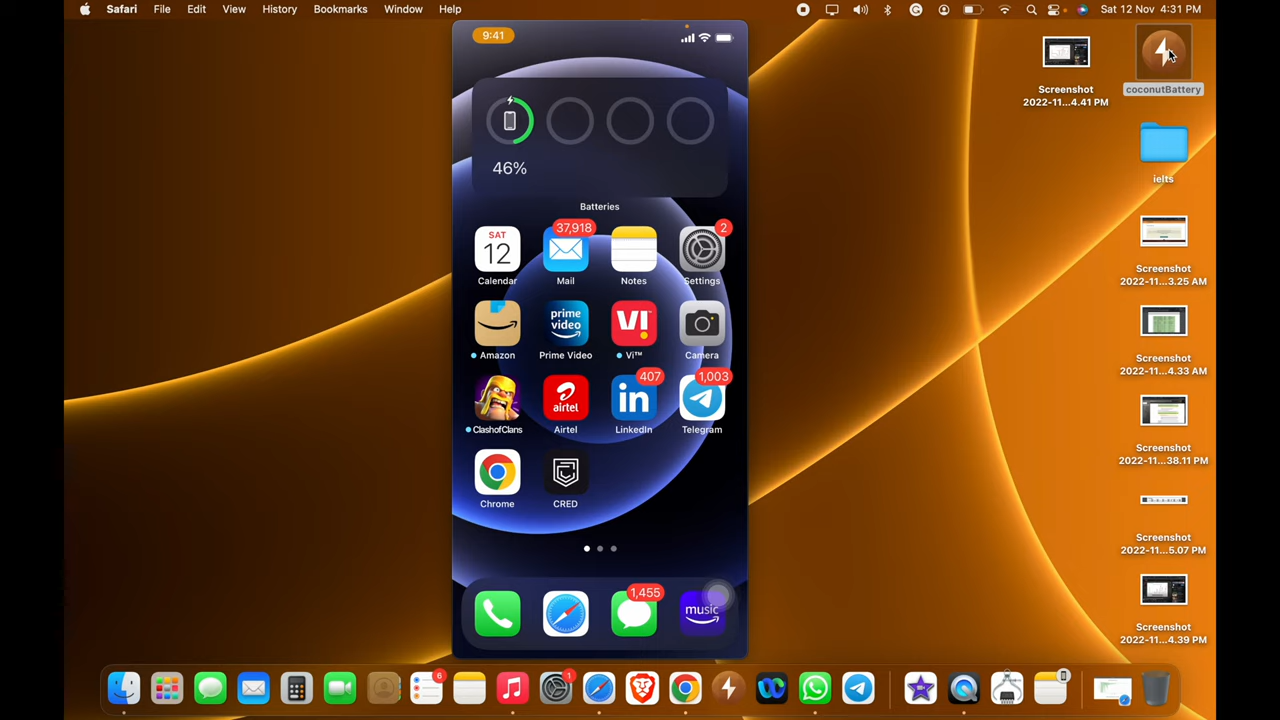 Safari File Edit View History Bookmarks Window Help Sat 12 Nov 4:31 PM
9:41
46%
Batteries
SAT
12
37,918
2
Calendar Mail Notes Settings
prime
video
VI
Amazon Prime Video Vi™ Camera
407
1,003
airtel
in
ClashofClans Airtel LinkedIn Telegram
Chrome CRED
1,455
music
Screenshot
2022-11...4.41 PM
coconutBattery
ielts
Screenshot
2022-11...3.25 AM
Screenshot
2022-11...4.33 AM
Screenshot
2022-11...38.11 PM
Screenshot
2022-11...5.07 PM
Screenshot
2022-11...4.39 PM
6
1